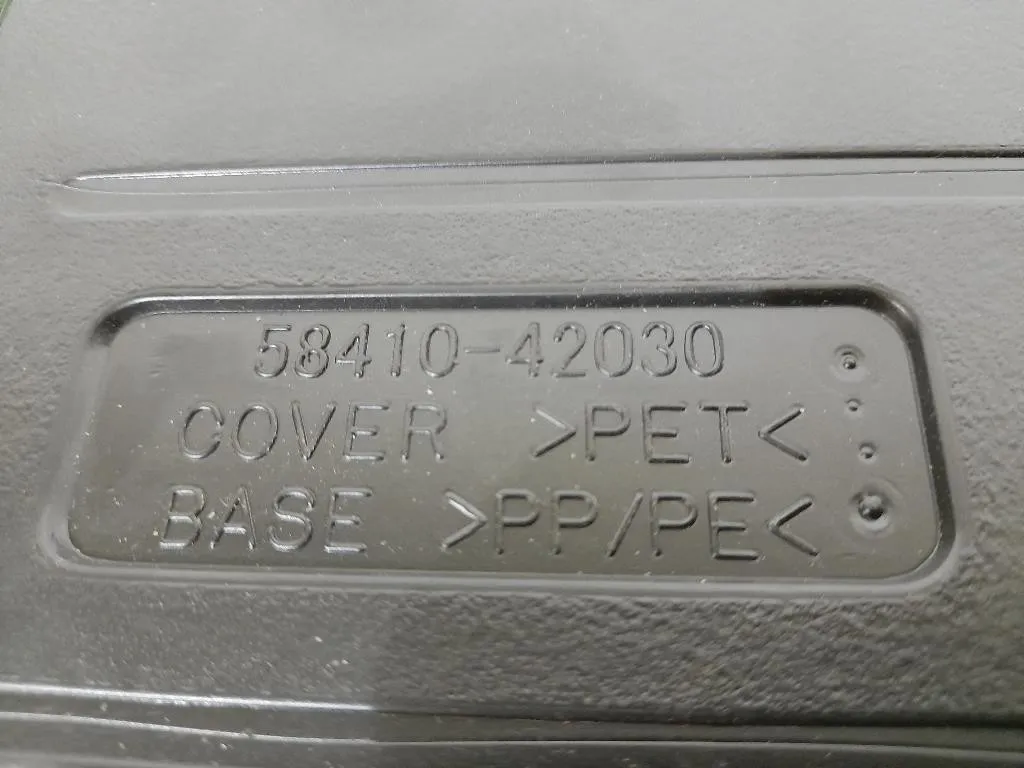 58410-42030
COVER >PET<
BASE >PP/PE<